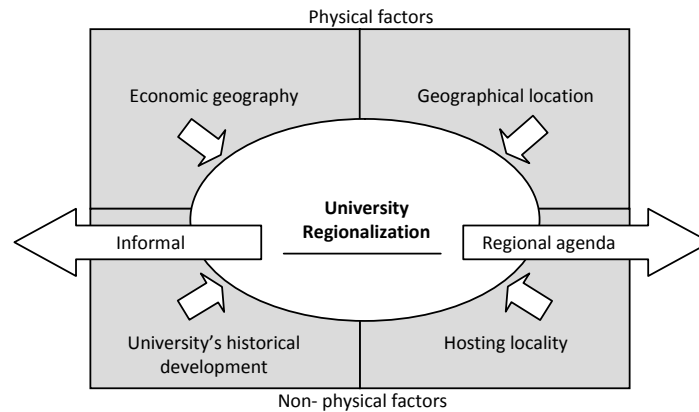 Physical factors
Economic geography
Geographical location
University
Regionalization
Informal
Regional agenda
University’s historical
development
Hosting locality
Non- physical factors